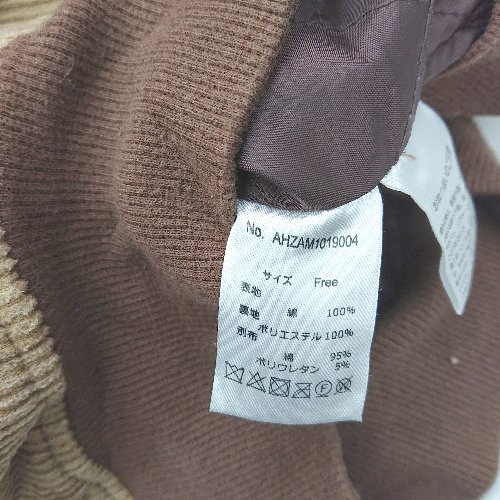 No. AHZAM1019004
サイズ Free
表地 綿 100%
裏地 ポリエステル 100%
別布 綿 95%
ポリウレタン 5%